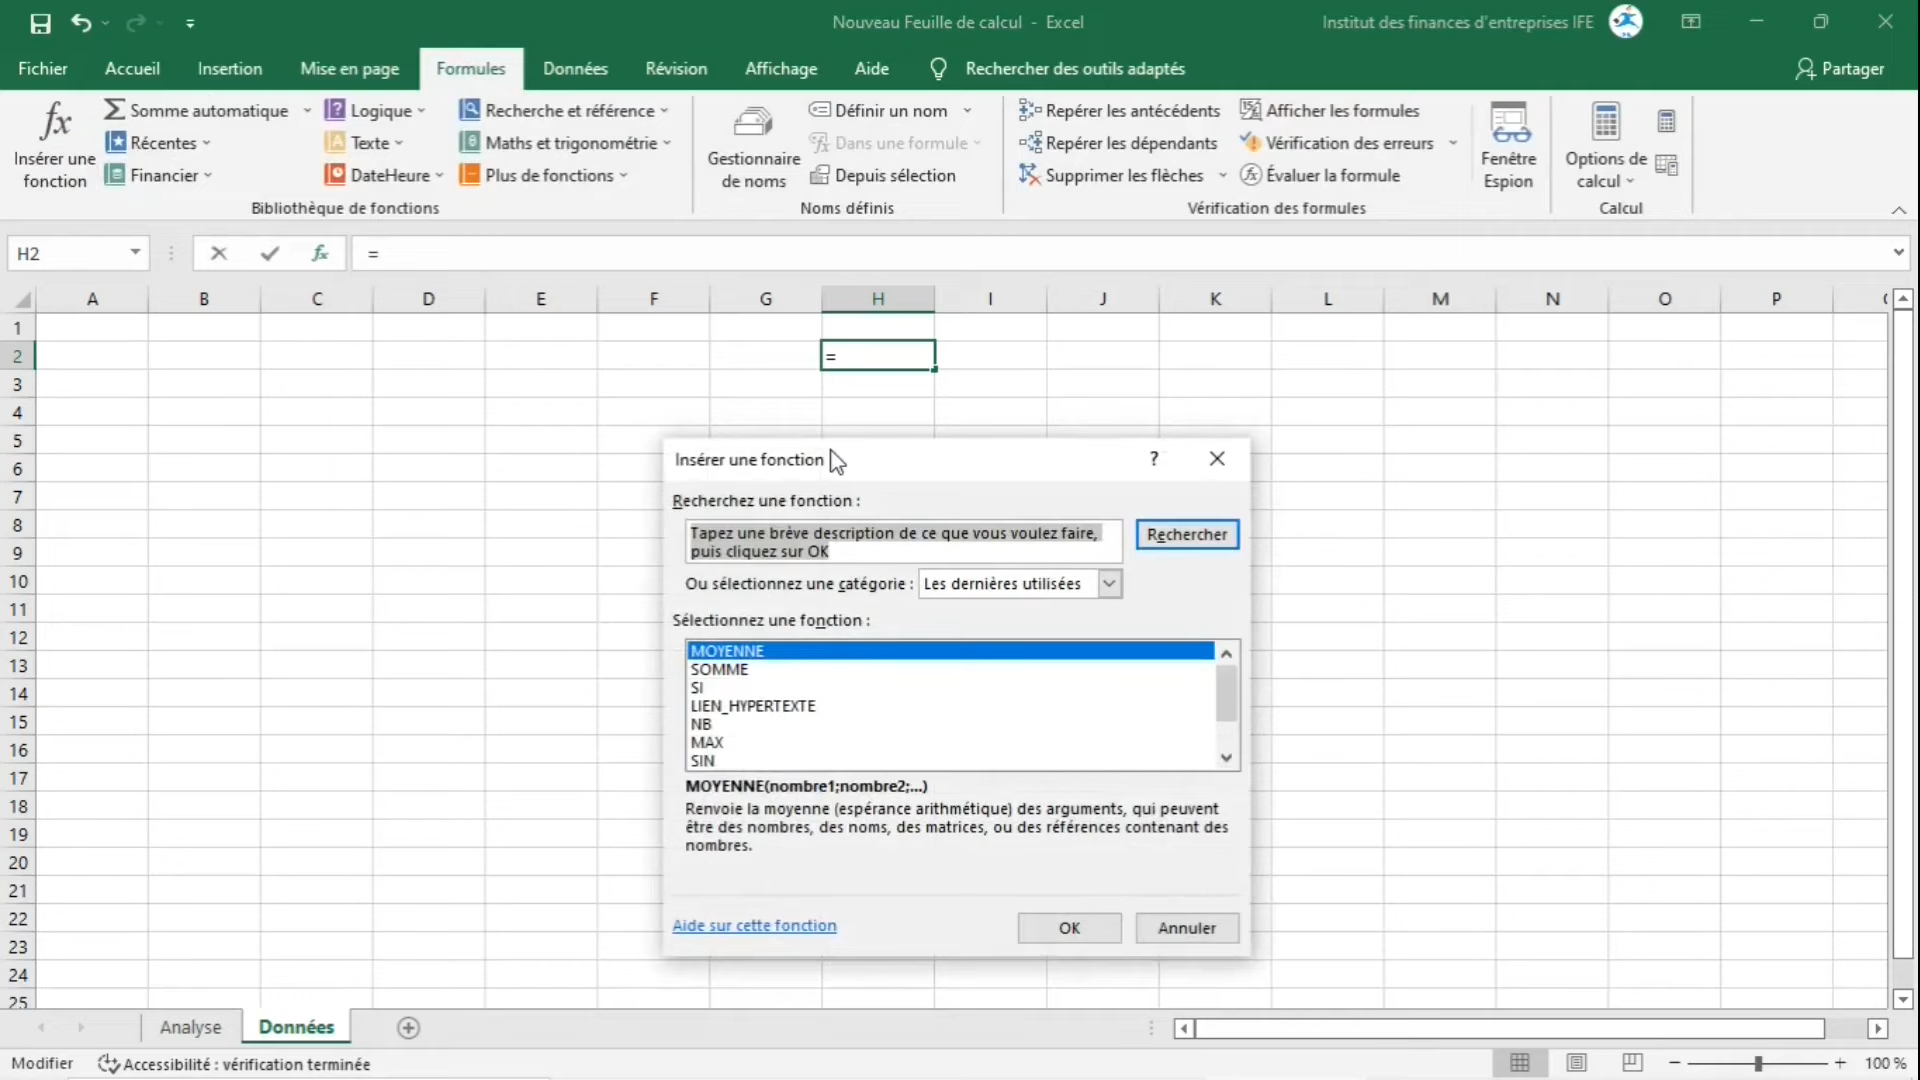 Nouveau Feuille de calcul - Excel
Institut des finances d'entreprises IFE
Fichier
Accueil
Insertion
Mise en page
Formules
Données
Révision
Affichage
Aide
Rechercher des outils adaptés
Partager
Insérer une
fonction
Somme automatique
Récentes
Financier
Logique
Texte
DateHeure
Recherche et référence
Maths et trigonométrie
Plus de fonctions
Bibliothèque de fonctions
Gestionnaire
de noms
Définir un nom
Dans une formule
Depuis sélection
Noms définis
Repérer les antécédents
Repérer les dépendants
Supprimer les flèches
Afficher les formules
Vérification des erreurs
Évaluer la formule
Vérification des formules
Fenêtre
Espion
Options de
calcul
Calcul
H2
fx
=
A B C D E F G H I J K L M N O P
1
2
=
3
4
5
6
7
8
9
10
11
12
13
14
15
16
17
18
19
20
21
22
23
24
25
Insérer une fonction
?
Recherchez une fonction :
Tapez une brève description de ce que vous voulez faire,
puis cliquez sur OK
Rechercher
Ou sélectionnez une catégorie :
Les dernières utilisées
Sélectionnez une fonction :
MOYENNE
SOMME
SI
LIEN_HYPERTEXTE
NB
MAX
SIN
MOYENNE(nombre1;nombre2;...)
Renvoie la moyenne (espérance arithmétique) des arguments, qui peuvent
être des nombres, des noms, des matrices, ou des références contenant des
nombres.
Aide sur cette fonction
OK
Annuler
Analyse
Données
Modifier
Accessibilité : vérification terminée
100 %